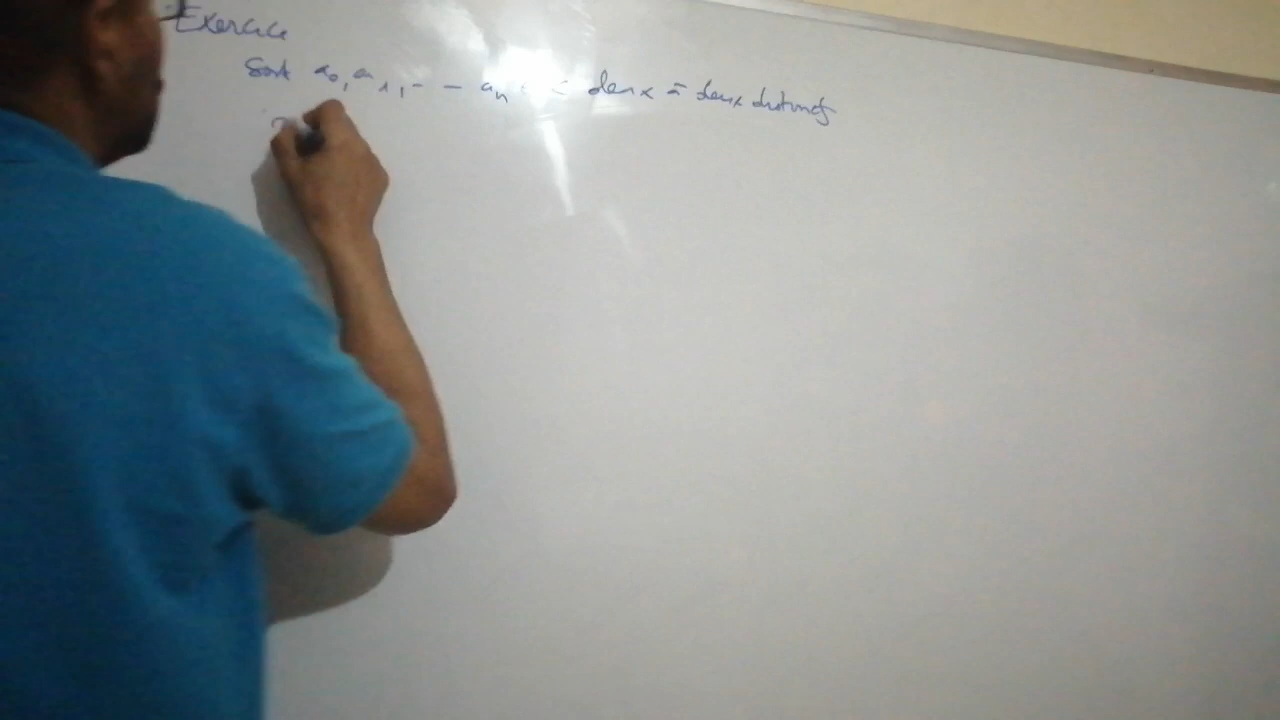 Exercice
Soit a₀, a₁, - - aₙ deux à deux distincts